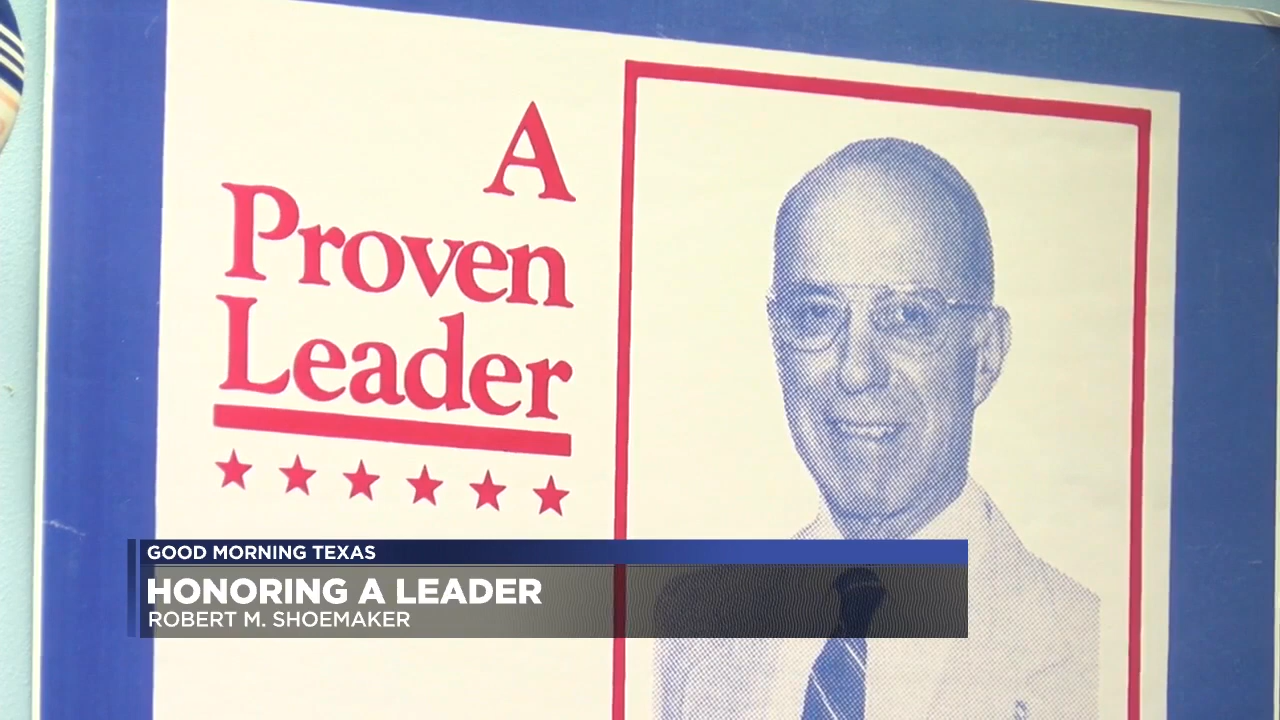 A
Proven
Leader
GOOD MORNING TEXAS
HONORING A LEADER
ROBERT M. SHOEMAKER